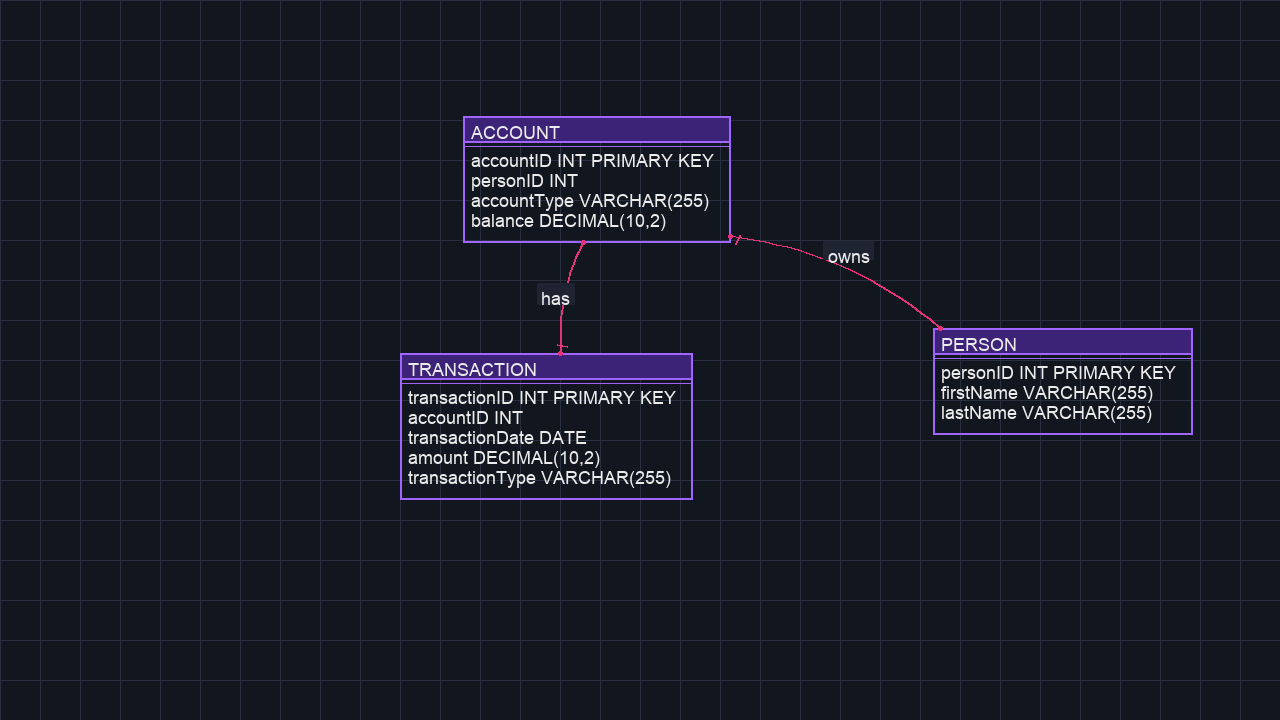 ACCOUNT
accountID INT PRIMARY KEY
personID INT
accountType VARCHAR(255)
balance DECIMAL(10,2)
owns
has
PERSON
personID INT PRIMARY KEY
firstName VARCHAR(255)
lastName VARCHAR(255)
TRANSACTION
transactionID INT PRIMARY KEY
accountID INT
transactionDate DATE
amount DECIMAL(10,2)
transactionType VARCHAR(255)